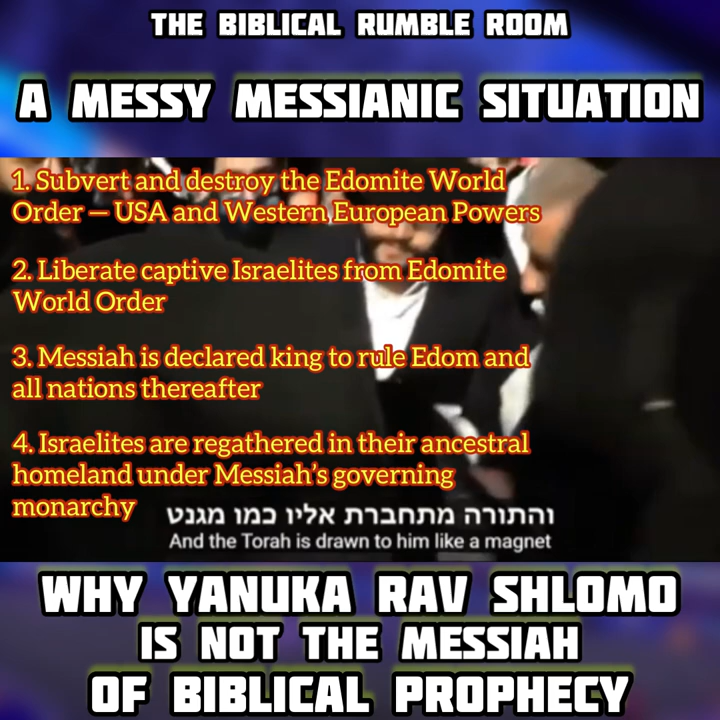 THE BIBLICAL RUMBLE ROOM
A MESSY MESSIANIC SITUATION
1. Subvert and destroy the Edomite World
Order — USA and Western European Powers
2. Liberate captive Israelites from Edomite
World Order
3. Messiah is declared king to rule Edom and
all nations thereafter
4. Israelites are regathered in their ancestral
homeland under Messiah’s governing
monarchy
והתורה מתחברת אליו כמו מגנט
And the Torah is drawn to him like a magnet
WHY YANUKA RAV SHLOMO
IS NOT THE MESSIAH
OF BIBLICAL PROPHECY